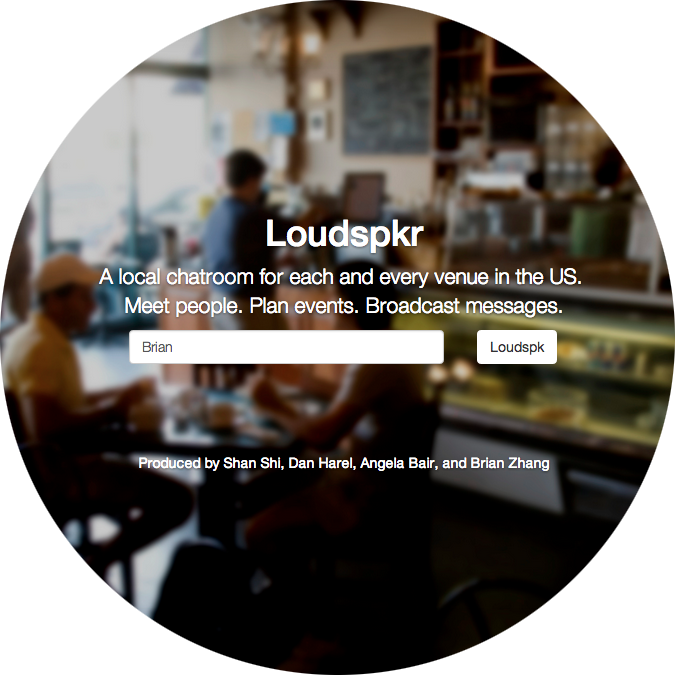 Loudspkr
A local chatroom for each and every venue in the US.
Meet people. Plan events. Broadcast messages.
Brian
Loudspk
Produced by Shan Shi, Dan Harel, Angela Bair, and Brian Zhang